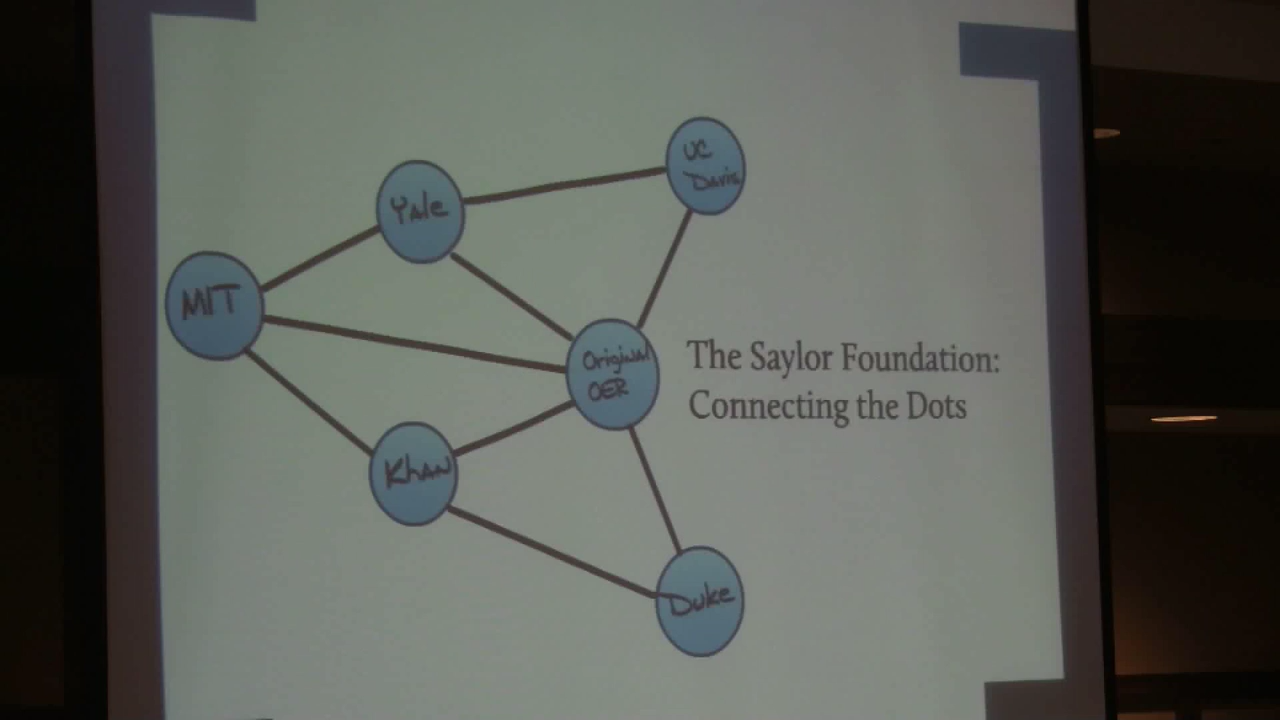 UC
Davis
Yale
MIT
Original
OER
The Saylor Foundation:
Connecting the Dots
Khan
Duke